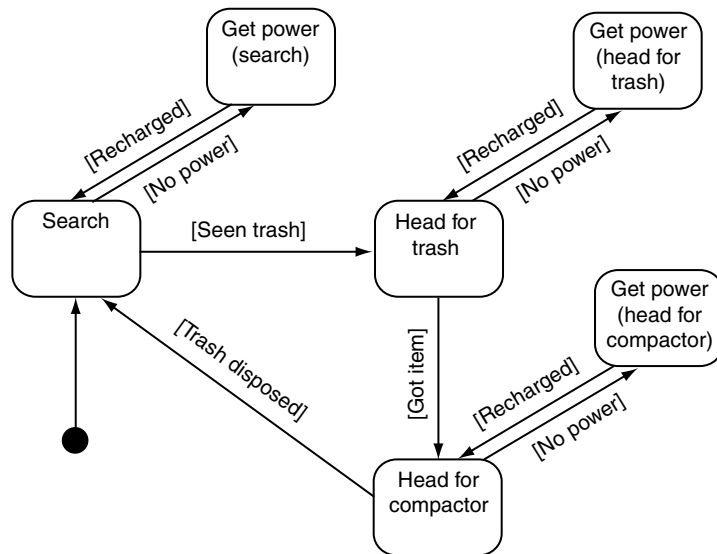 Get power
(search)
Get power
(head for
trash)
[Recharged]
[No power]
[Recharged]
[No power]
Search
[Seen trash]
Head for
trash
Get power
(head for
compactor)
[Trash disposed]
[Got item]
[Recharged]
[No power]
Head for
compactor